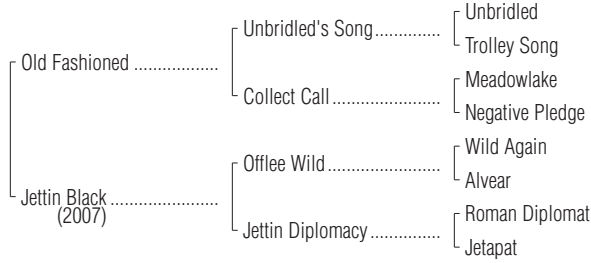 Unbridled
Unbridled's Song..............
Trolley Song
Old Fashioned ..................
Meadowlake
Collect Call.......................
Negative Pledge
Wild Again
Offlee Wild........................
Alvear
Jettin Black.......................
(2007)
Roman Diplomat
Jettin Diplomacy...............
Jetapat